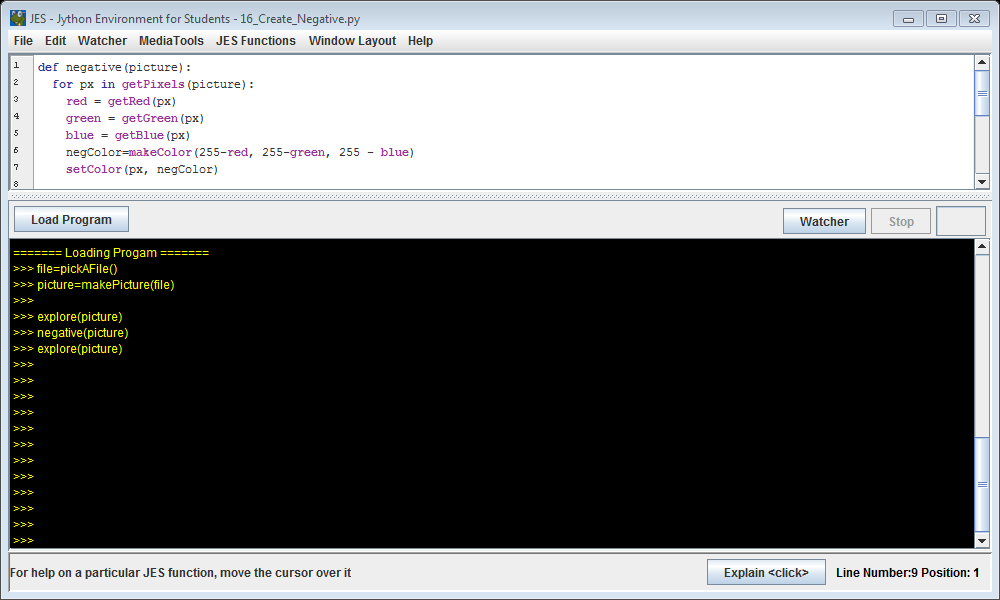 JES - Jython Environment for Students - 16_Create_Negative.py
File Edit Watcher MediaTools JES Functions Window Layout Help
1 def negative(picture):
2   for px in getPixels(picture):
3     red = getRed(px)
4     green = getGreen(px)
5     blue = getBlue(px)
6     negColor=makeColor(255-red, 255-green, 255 - blue)
7     setColor(px, negColor)
8
Load Program Watcher Stop
======= Loading Progam =======
>>> file=pickAFile()
>>> picture=makePicture(file)
>>>
>>> explore(picture)
>>> negative(picture)
>>> explore(picture)
>>>
>>>
>>>
>>>
>>>
>>>
>>>
>>>
>>>
>>>
>>>
>>>
For help on a particular JES function, move the cursor over it Explain <click> Line Number:9 Position: 1